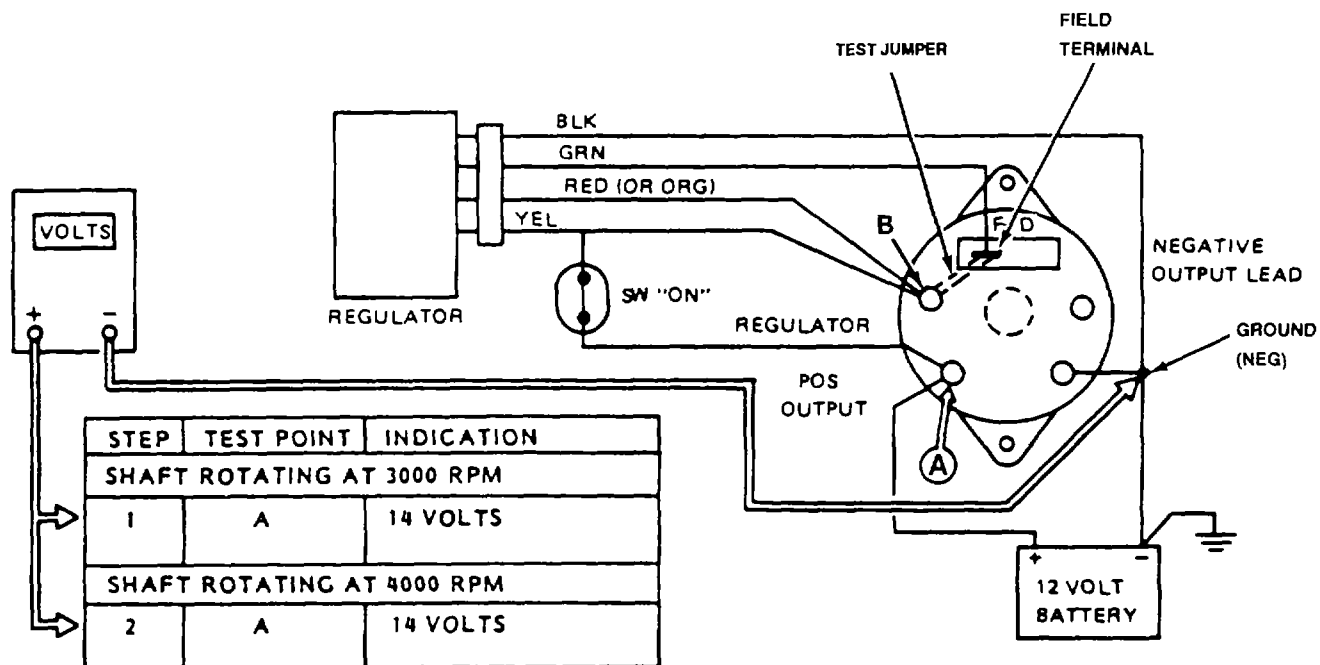 FIELD
TERMINAL
TEST JUMPER
BLK
GRN
RED (OR ORG)
YEL
VOLTS
+ -
REGULATOR
SW "ON"
B
F D
NEGATIVE
OUTPUT LEAD
REGULATOR
GROUND
(NEG)
POS
OUTPUT
A
STEP TEST POINT INDICATION
SHAFT ROTATING AT 3000 RPM
1 A 14 VOLTS
SHAFT ROTATING AT 4000 RPM
2 A 14 VOLTS
+ -
12 VOLT
BATTERY